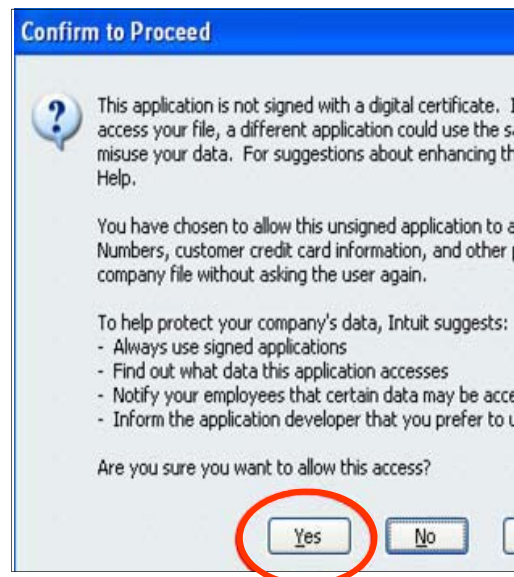 Confirm to Proceed
This application is not signed with a digital certificate.
access your file, a different application could use the
misuse your data. For suggestions about enhancing
Help.
You have chosen to allow this unsigned application to
Numbers, customer credit card information, and other
company file without asking the user again.
To help protect your company's data, Intuit suggests:
- Always use signed applications
- Find out what data this application accesses
- Notify your employees that certain data may be
- Inform the application developer that you prefer to
Are you sure you want to allow this access?
Yes No